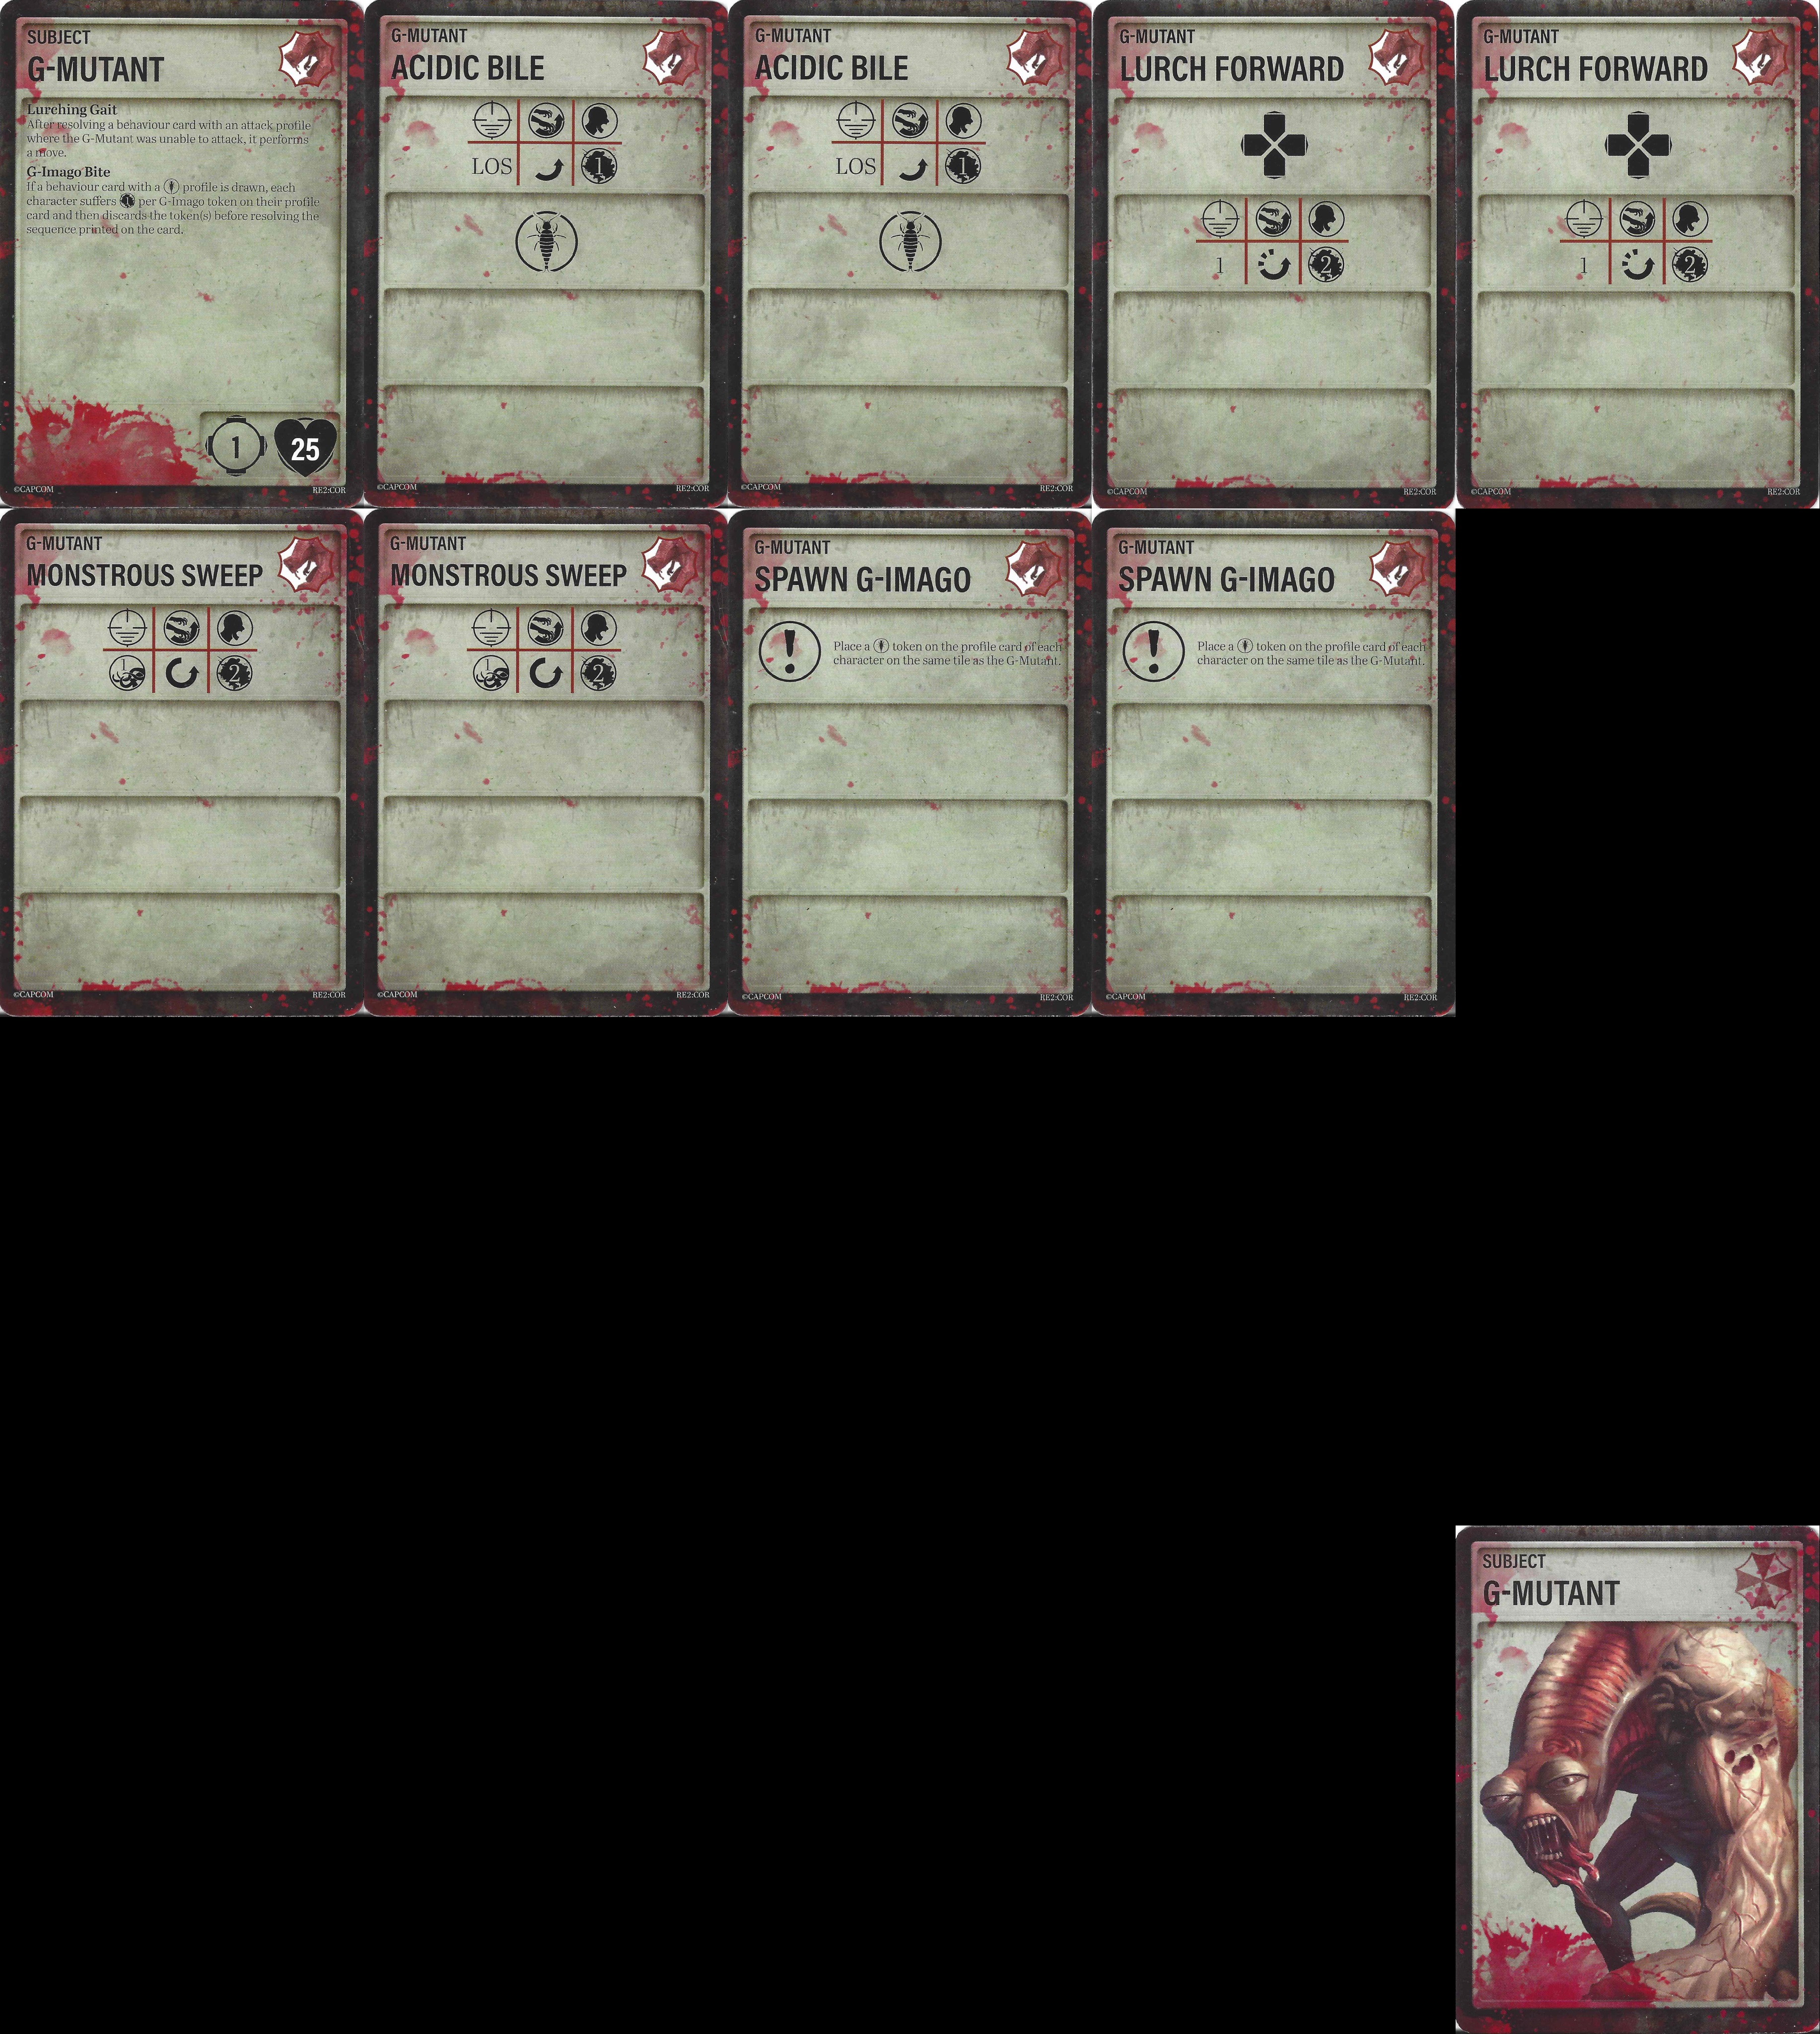 SUBJECT
G-MUTANT
Lurching Gait
After resolving a behaviour card with an attack profile
where the G-Mutant was unable to attack, it performs
a move.
G-Imago Bite
If a behaviour card with a profile is drawn, each
character suffers 1 per G-Imago token on their profile
card and then discards the token(s) before resolving the
sequence printed on the card.
1
25
©CAPCOM
RE2:COR
G-MUTANT
ACIDIC BILE
LOS
1
©CAPCOM
RE2:COR
G-MUTANT
ACIDIC BILE
LOS
1
©CAPCOM
RE2:COR
G-MUTANT
LURCH FORWARD
1
2
©CAPCOM
RE2:COR
G-MUTANT
LURCH FORWARD
1
2
©CAPCOM
RE2:COR
G-MUTANT
MONSTROUS SWEEP
1
2
©CAPCOM
RE2:COR
G-MUTANT
MONSTROUS SWEEP
1
2
©CAPCOM
RE2:COR
G-MUTANT
SPAWN G-IMAGO
!
Place a token on the profile card of each
character on the same tile as the G-Mutant.
©CAPCOM
RE2:COR
G-MUTANT
SPAWN G-IMAGO
!
Place a token on the profile card of each
character on the same tile as the G-Mutant.
©CAPCOM
RE2:COR
SUBJECT
G-MUTANT